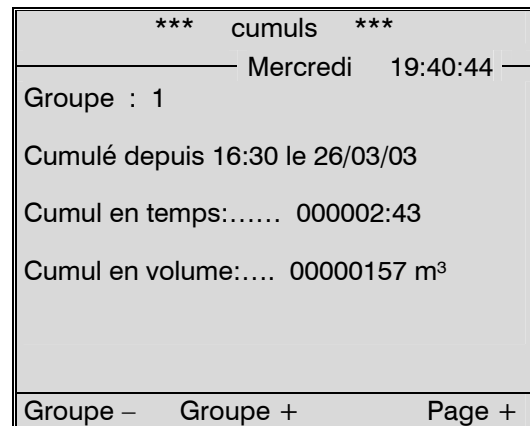 *** cumuls ***
Mercredi 19:40:44
Groupe : 1
Cumulé depuis 16:30 le 26/03/03
Cumul en temps:...... 000002:43
Cumul en volume:.... 00000157 m³
Groupe – Groupe + Page +